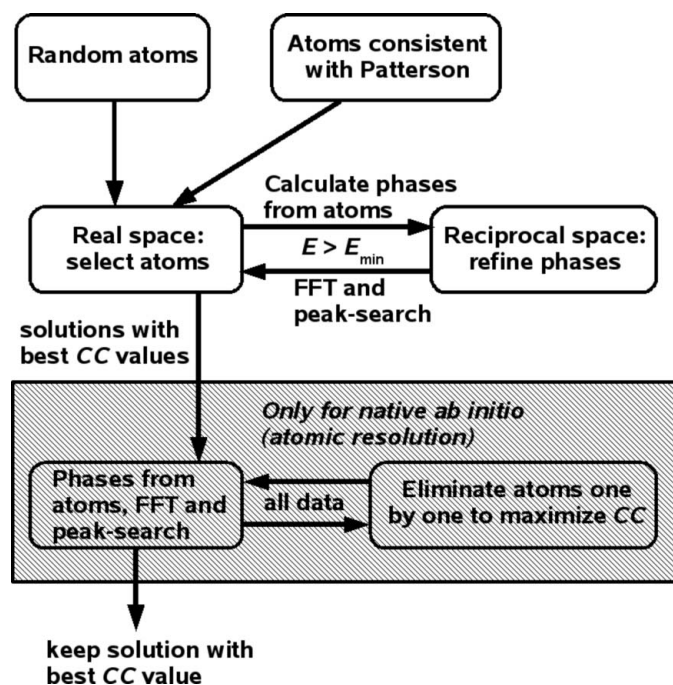 Random atoms
Atoms consistent
with Patterson
Calculate phases
from atoms
Real space:
select atoms
E > Emin
Reciprocal space:
refine phases
FFT and
peak-search
solutions with
best CC values
Only for native ab initio
(atomic resolution)
Phases from
atoms, FFT and
peak-search
all data
Eliminate atoms one
by one to maximize CC
keep solution with
best CC value